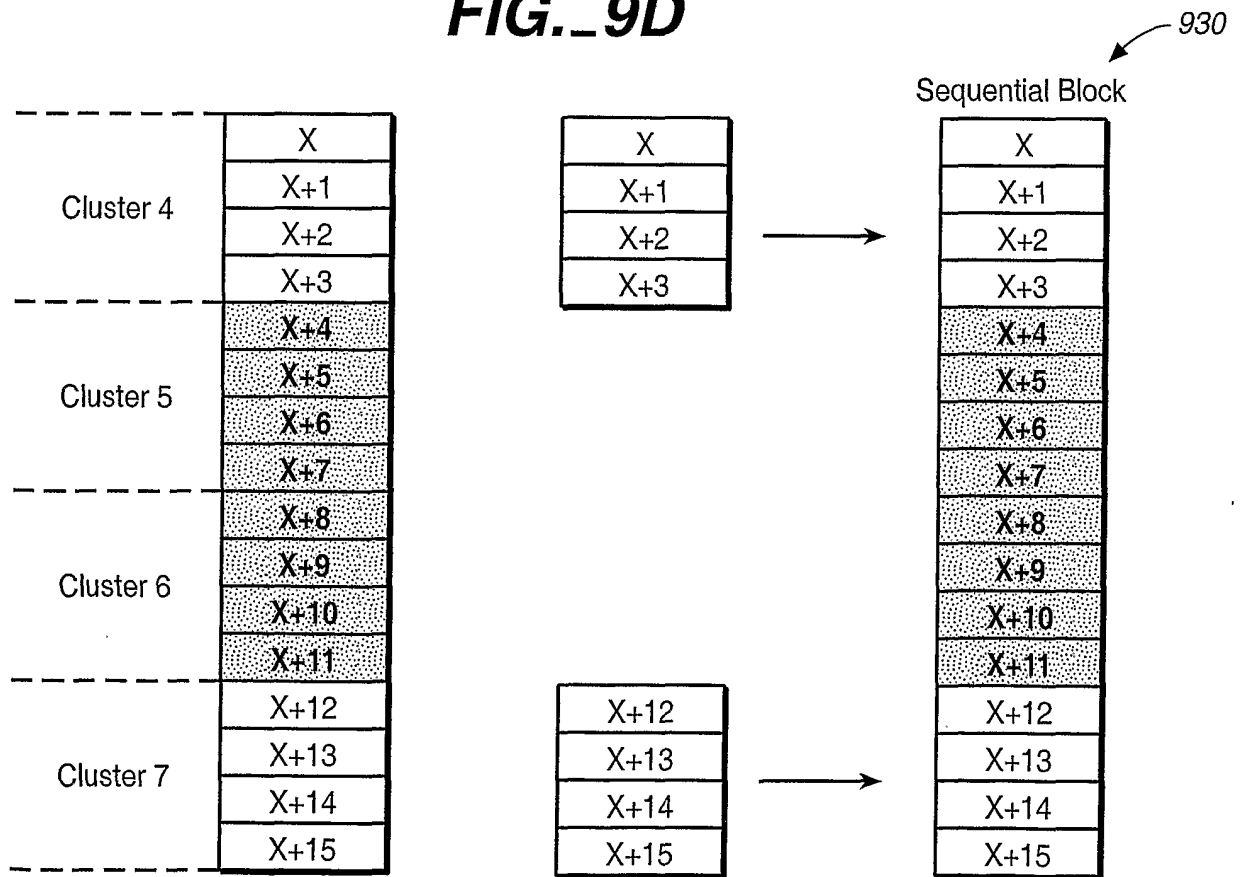 FIG._9D
930
Sequential Block
X X X
Cluster 4
X+1 X+1 X+1
X+2 X+2 X+2
X+3 X+3 X+3
X+4 X+4
Cluster 5
X+5 X+5
X+6 X+6
X+7 X+7
X+8 X+8
Cluster 6
X+9 X+9
X+10 X+10
X+11 X+11
X+12 X+12 X+12
Cluster 7
X+13 X+13 X+13
X+14 X+14 X+14
X+15 X+15 X+15